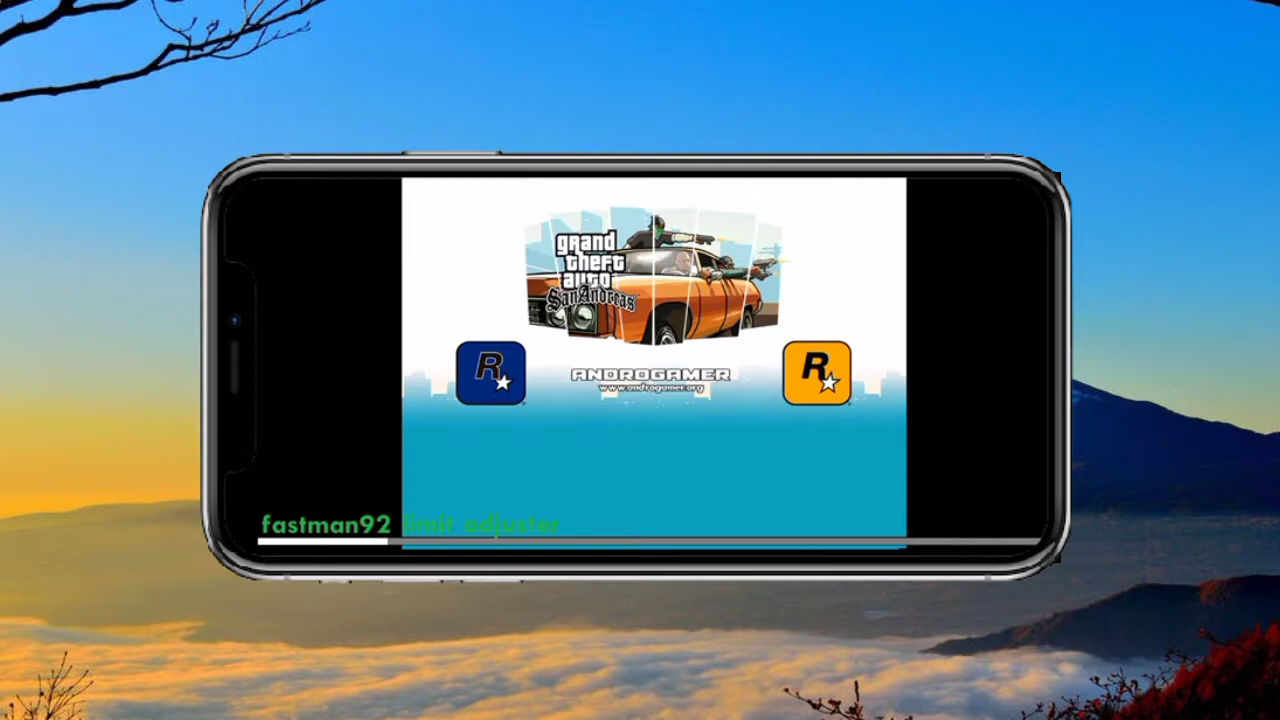 grand
theft
auto
San Andreas
R
R
ANDROGAMER
www.androgamer.org
fastman92 limit adjuster